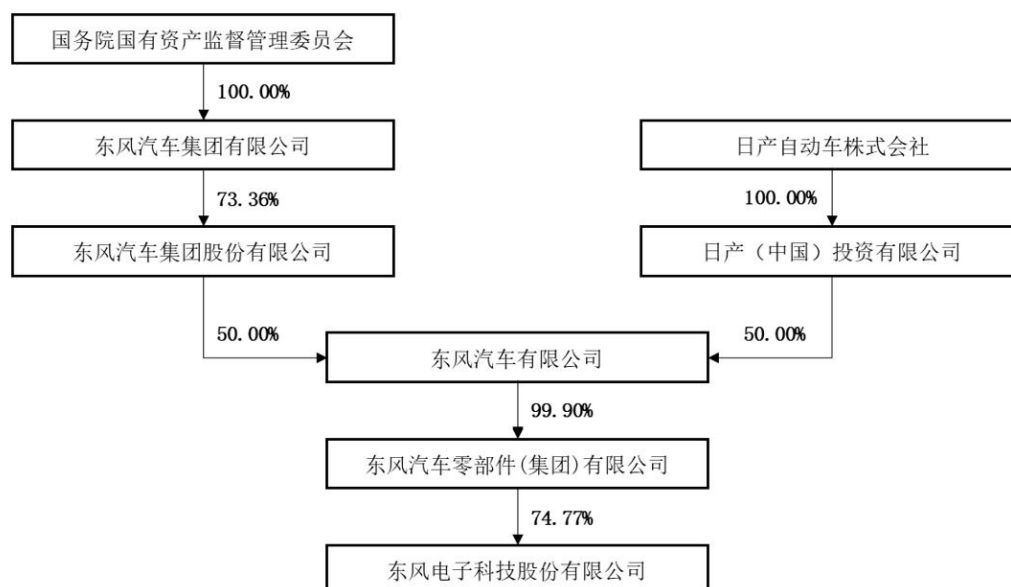 国务院国有资产监督管理委员会
100.00%
东风汽车集团有限公司
日产自动车株式会社
73.36%
100.00%
东风汽车集团股份有限公司
日产（中国）投资有限公司
50.00%
50.00%
东风汽车有限公司
99.90%
东风汽车零部件(集团)有限公司
74.77%
东风电子科技股份有限公司